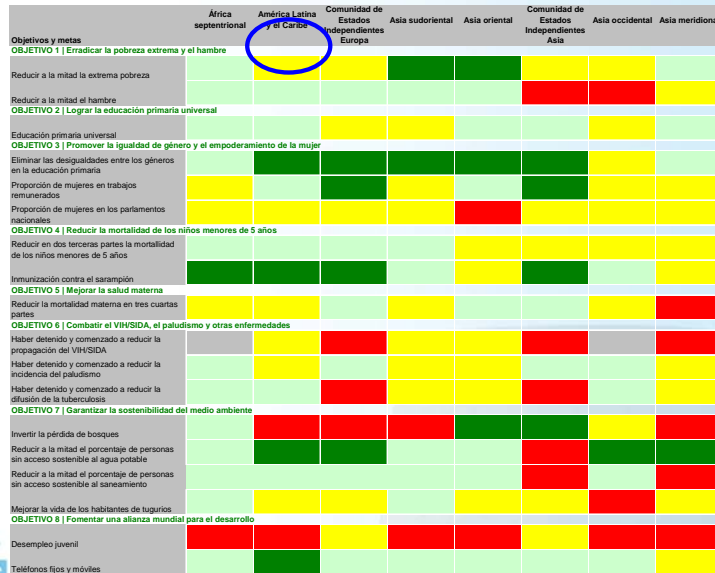 África septentrional
América Latina y el Caribe
Comunidad de Estados Independientes Europa
Asia sudoriental
Asia oriental
Comunidad de Estados Independientes Asia
Asia occidental
Asia meridiona
Objetivos y metas
OBJETIVO 1 | Erradicar la pobreza extrema y el hambre
Reducir a la mitad la extrema pobreza
Reducir a la mitad el hambre
OBJETIVO 2 | Lograr la educación primaria universal
Educación primaria universal
OBJETIVO 3 | Promover la igualdad de género y el empoderamiento de la mujer
Eliminar las desigualdades entre los géneros
en la educación primaria
Proporción de mujeres en trabajos
remunerados
Proporción de mujeres en los parlamentos
nacionales
OBJETIVO 4 | Reducir la mortalidad de los niños menores de 5 años
Reducir en dos terceras partes la mortallidad
de los niños menores de 5 años
Inmunización contra el sarampión
OBJETIVO 5 | Mejorar la salud materna
Reducir la mortalidad materna en tres cuartas
partes
OBJETIVO 6 | Combatir el VIH/SIDA, el paludismo y otras enfermedades
Haber detenido y comenzado a reducir la
propagación del VIH/SIDA
Haber detenido y comenzado a reducir la
incidencia del paludismo
Haber detenido y comenzado a reducir la
difusión de la tuberculosis
OBJETIVO 7 | Garantizar la sostenibilidad del medio ambiente
Invertir la pérdida de bosques
Reducir a la mitad el porcentaje de personas
sin acceso sostenible al agua potable
Reducir a la mitad el porcentaje de personas
sin acceso sostenible al saneamiento
Mejorar la vida de los habitantes de tugurios
OBJETIVO 8 | Fomentar una alianza mundial para el desarrollo
Desempleo juvenil
Teléfonos fijos y móviles